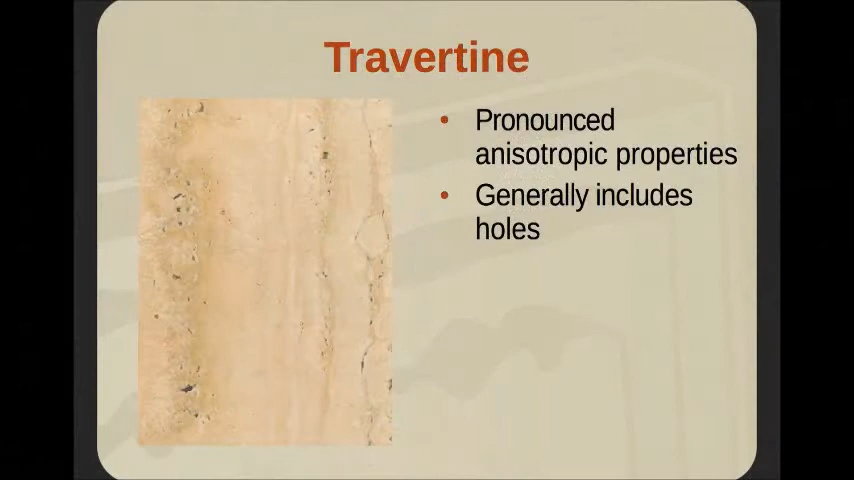 Travertine
• Pronounced
anisotropic properties
• Generally includes
holes